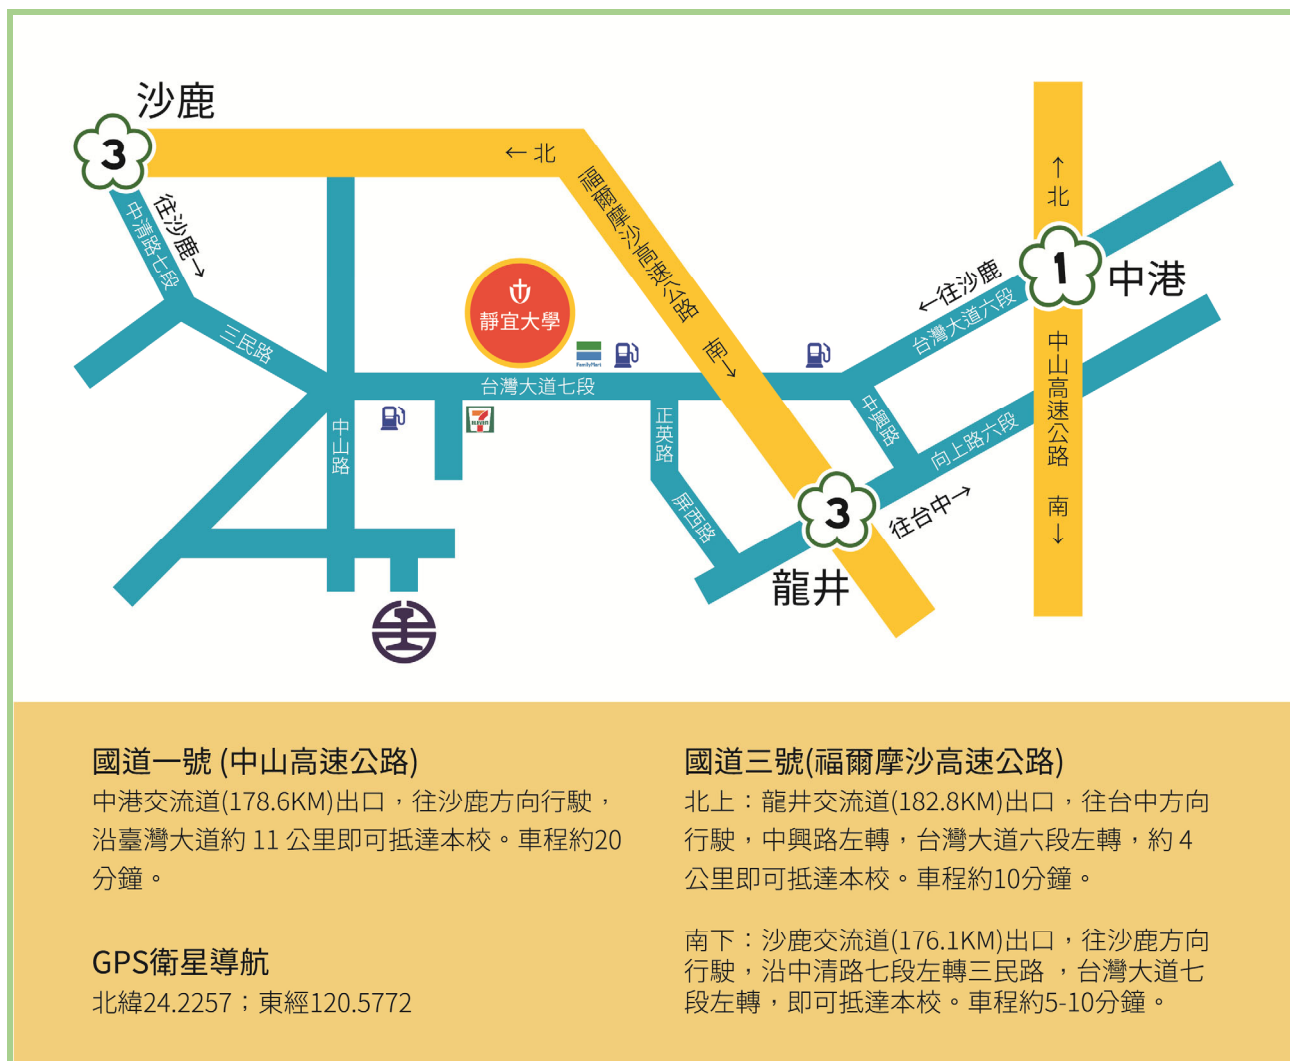 沙鹿
3
←北
福爾摩沙高速公路
南→
往沙鹿→
中清路七段
三民路
靜宜大學
FamilyMart
台灣大道七段
7
ELEVEN
中山路
正英路
屏西路
中興路
向上路六段
往台中→
3
龍井
←往沙鹿
台灣大道六段
↑北
1
中港
中山高速公路
南↓
國道一號 (中山高速公路)
中港交流道(178.6KM)出口，往沙鹿方向行駛，
沿臺灣大道約 11 公里即可抵達本校。車程約20
分鐘。
GPS衛星導航
北緯24.2257；東經120.5772
國道三號(福爾摩沙高速公路)
北上：龍井交流道(182.8KM)出口，往台中方向
行駛，中興路左轉，台灣大道六段左轉，約 4
公里即可抵達本校。車程約10分鐘。
南下：沙鹿交流道(176.1KM)出口，往沙鹿方向
行駛，沿中清路七段左轉三民路 ，台灣大道七
段左轉，即可抵達本校。車程約5-10分鐘。